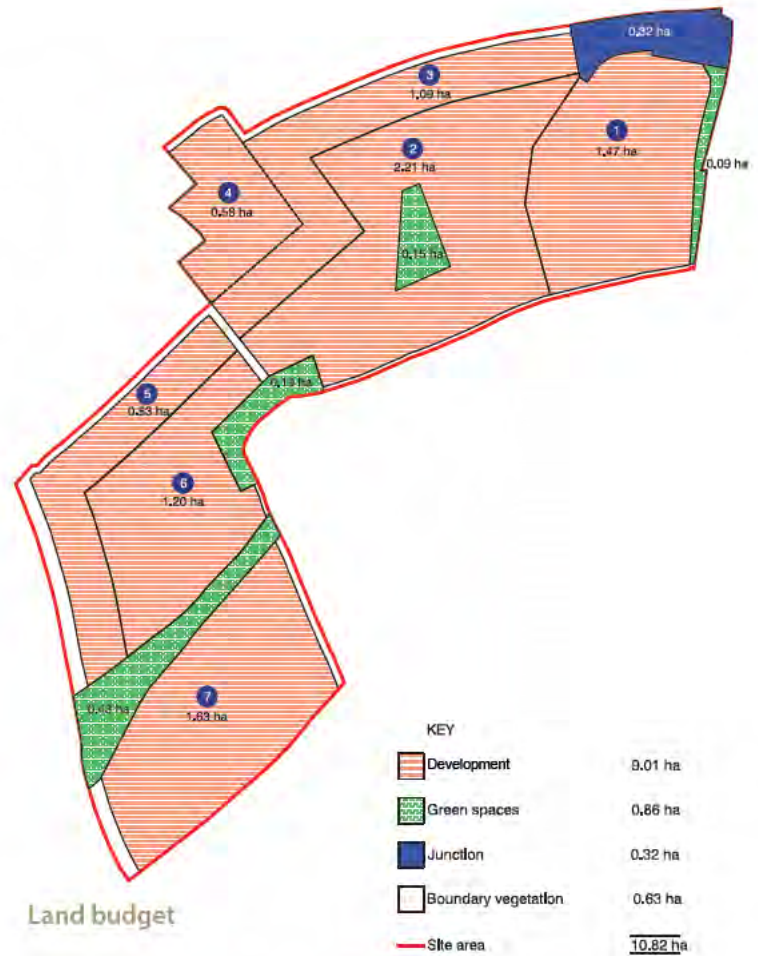 0.32 ha
3
1.09 ha
1
1.47 ha
2
2.21 ha
0.09 ha
4
0.58 ha
0.15 ha
0.19 ha
5
0.83 ha
6
1.20 ha
7
1.63 ha
0.43 ha
KEY
Development 9.01 ha
Green spaces 0.86 ha
Junction 0.32 ha
Boundary vegetation 0.63 ha
Site area 10.82 ha
Land budget